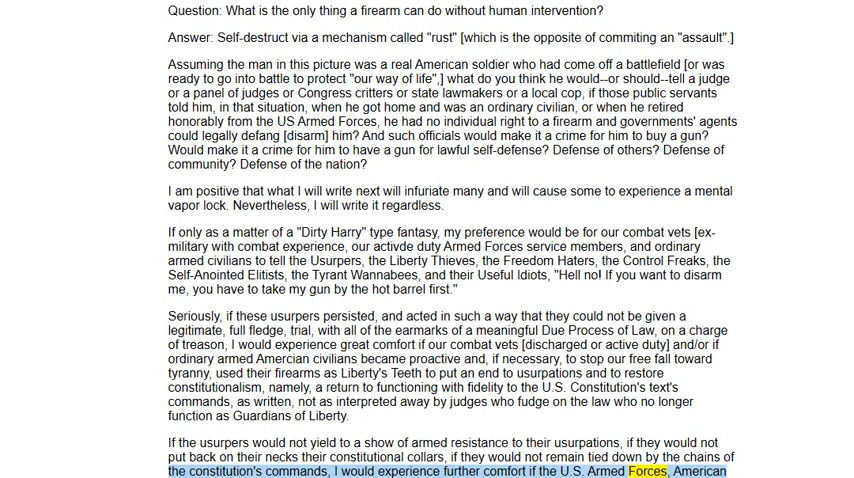 Question: What is the only thing a firearm can do without human intervention?
Answer: Self-destruct via a mechanism called "rust" [which is the opposite of commiting an "assault".]
Assuming the man in this picture was a real American soldier who had come off a battlefield [or was
ready to go into battle to protect "our way of life",] what do you think he would--or should--tell a judge
or a panel of judges or Congress critters or state lawmakers or a local cop, if those public servants
told him, in that situation, when he got home and was an ordinary civilian, or when he retired
honorably from the US Armed Forces, he had no individual right to a firearm and governments' agents
could legally defang [disarm] him? And such officials would make it a crime for him to buy a gun?
Would make it a crime for him to have a gun for lawful self-defense? Defense of others? Defense of
community? Defense of the nation?
I am positive that what I will write next will infuriate many and will cause some to experience a mental
vapor lock. Nevertheless, I will write it regardless.
If only as a matter of a "Dirty Harry" type fantasy, my preference would be for our combat vets [ex-
military with combat experience, our activde duty Armed Forces service members, and ordinary
armed civilians to tell the Usurpers, the Liberty Thieves, the Freedom Haters, the Control Freaks, the
Self-Anointed Elitists, the Tyrant Wannabees, and their Useful Idiots, "Hell no! If you want to disarm
me, you have to take my gun by the hot barrel first."
Seriously, if these usurpers persisted, and acted in such a way that they could not be given a
legitimate, full fledge, trial, with all of the earmarks of a meaningful Due Process of Law, on a charge
of treason, I would experience great comfort if our combat vets [discharged or active duty] and/or if
ordinary armed Amercian civilians became proactive and, if necessary, to stop our free fall toward
tyranny, used their firearms as Liberty's Teeth to put an end to usurpations and to restore
constitutionalism, namely, a return to functioning with fidelity to the U.S. Constitution's text's
commands, as written, not as interpreted away by judges who fudge on the law who no longer
function as Guardians of Liberty.
If the usurpers would not yield to a show of armed resistance to their usurpations, if they would not
put back on their necks their constitutional collars, if they would not remain tied down by the chains of
the constitution's commands, I would experience further comfort if the U.S. Armed Forces, American